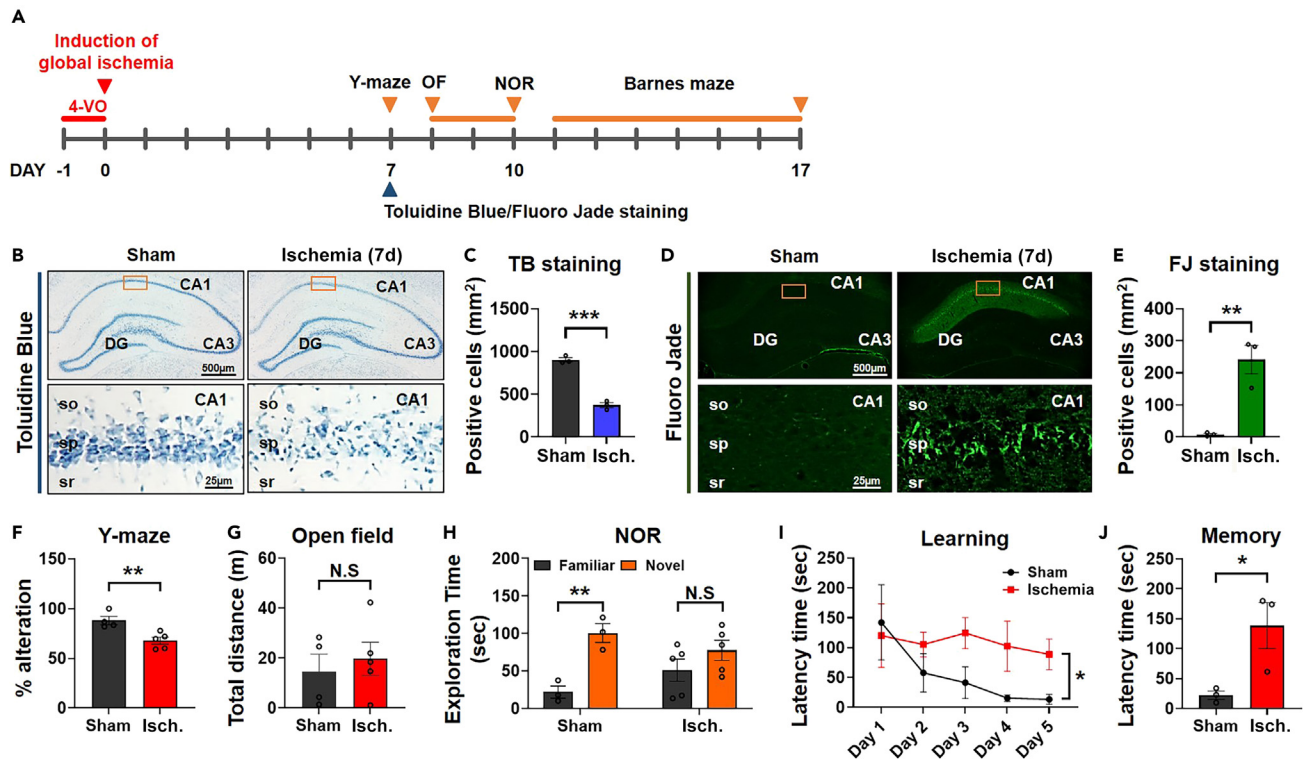 A
Induction of
global ischemia
4-VO
Y-maze OF NOR Barnes maze
DAY -1 0 7 10 17
Toluidine Blue/Fluoro Jade staining
B
Sham Ischemia (7d)
Toluidine Blue
CA1 CA1
DG CA3 DG CA3
500µm 500µm
so CA1 so CA1
sp sp
sr 25µm sr 25µm
C
TB staining
Positive cells (mm²)
1500
1000
500
0
***
Sham Isch.
D
Sham Ischemia (7d)
Fluoro Jade
CA1 CA1
DG CA3 DG CA3
500µm 500µm
so CA1 so CA1
sp sp
sr 25µm sr 25µm
E
FJ staining
Positive cells (mm²)
400
300
200
100
0
**
Sham Isch.
F
Y-maze
% alteration
150
100
50
0
**
Sham Isch.
G
Open field
Total distance (m)
60
40
20
0
N.S
Sham Isch.
H
NOR
Familiar Novel
Exploration Time
(sec)
200
150
100
50
0
** N.S
Sham Isch.
I
Learning
Latency time (sec)
250
200
150
100
50
0
Sham
Ischemia
*
Day 1 Day 2 Day 3 Day 4 Day 5
J
Memory
Latency time (sec)
250
200
150
100
50
0
*
Sham Isch.